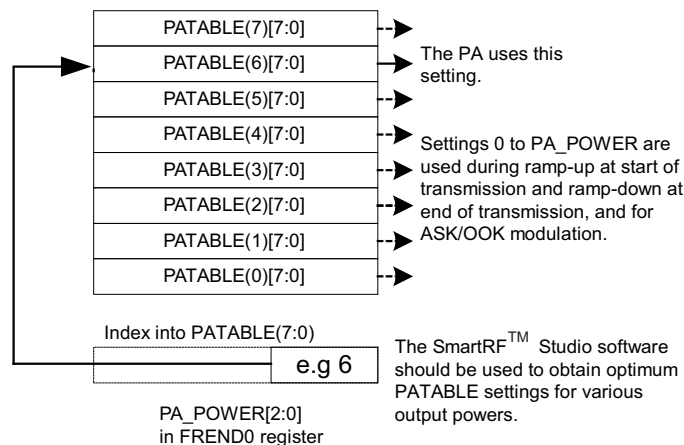 PATABLE(7)[7:0]
PATABLE(6)[7:0]
PATABLE(5)[7:0]
PATABLE(4)[7:0]
PATABLE(3)[7:0]
PATABLE(2)[7:0]
PATABLE(1)[7:0]
PATABLE(0)[7:0]
The PA uses this
setting.
Settings 0 to PA_POWER are
used during ramp-up at start of
transmission and ramp-down at
end of transmission, and for
ASK/OOK modulation.
Index into PATABLE(7:0)
e.g 6
PA_POWER[2:0]
in FREND0 register
The SmartRF™ Studio software
should be used to obtain optimum
PATABLE settings for various
output powers.